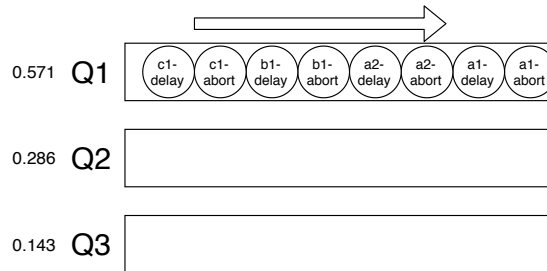 0.571 Q1
c1-delay c1-abort b1-delay b1-abort a2-delay a2-abort a1-delay a1-abort
0.286 Q2
0.143 Q3